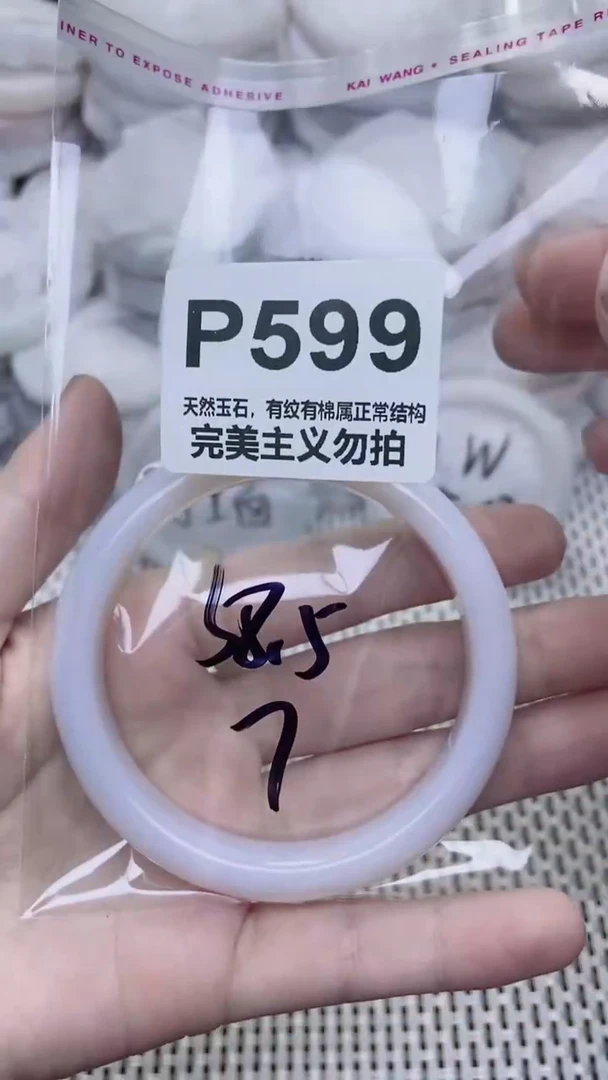 INER TO EXPOSE ADHESIVE KAI WANG * SEALING TAPE R
P599
天然玉石，有纹有棉属正常结构
完美主义勿拍
W
58.5
7